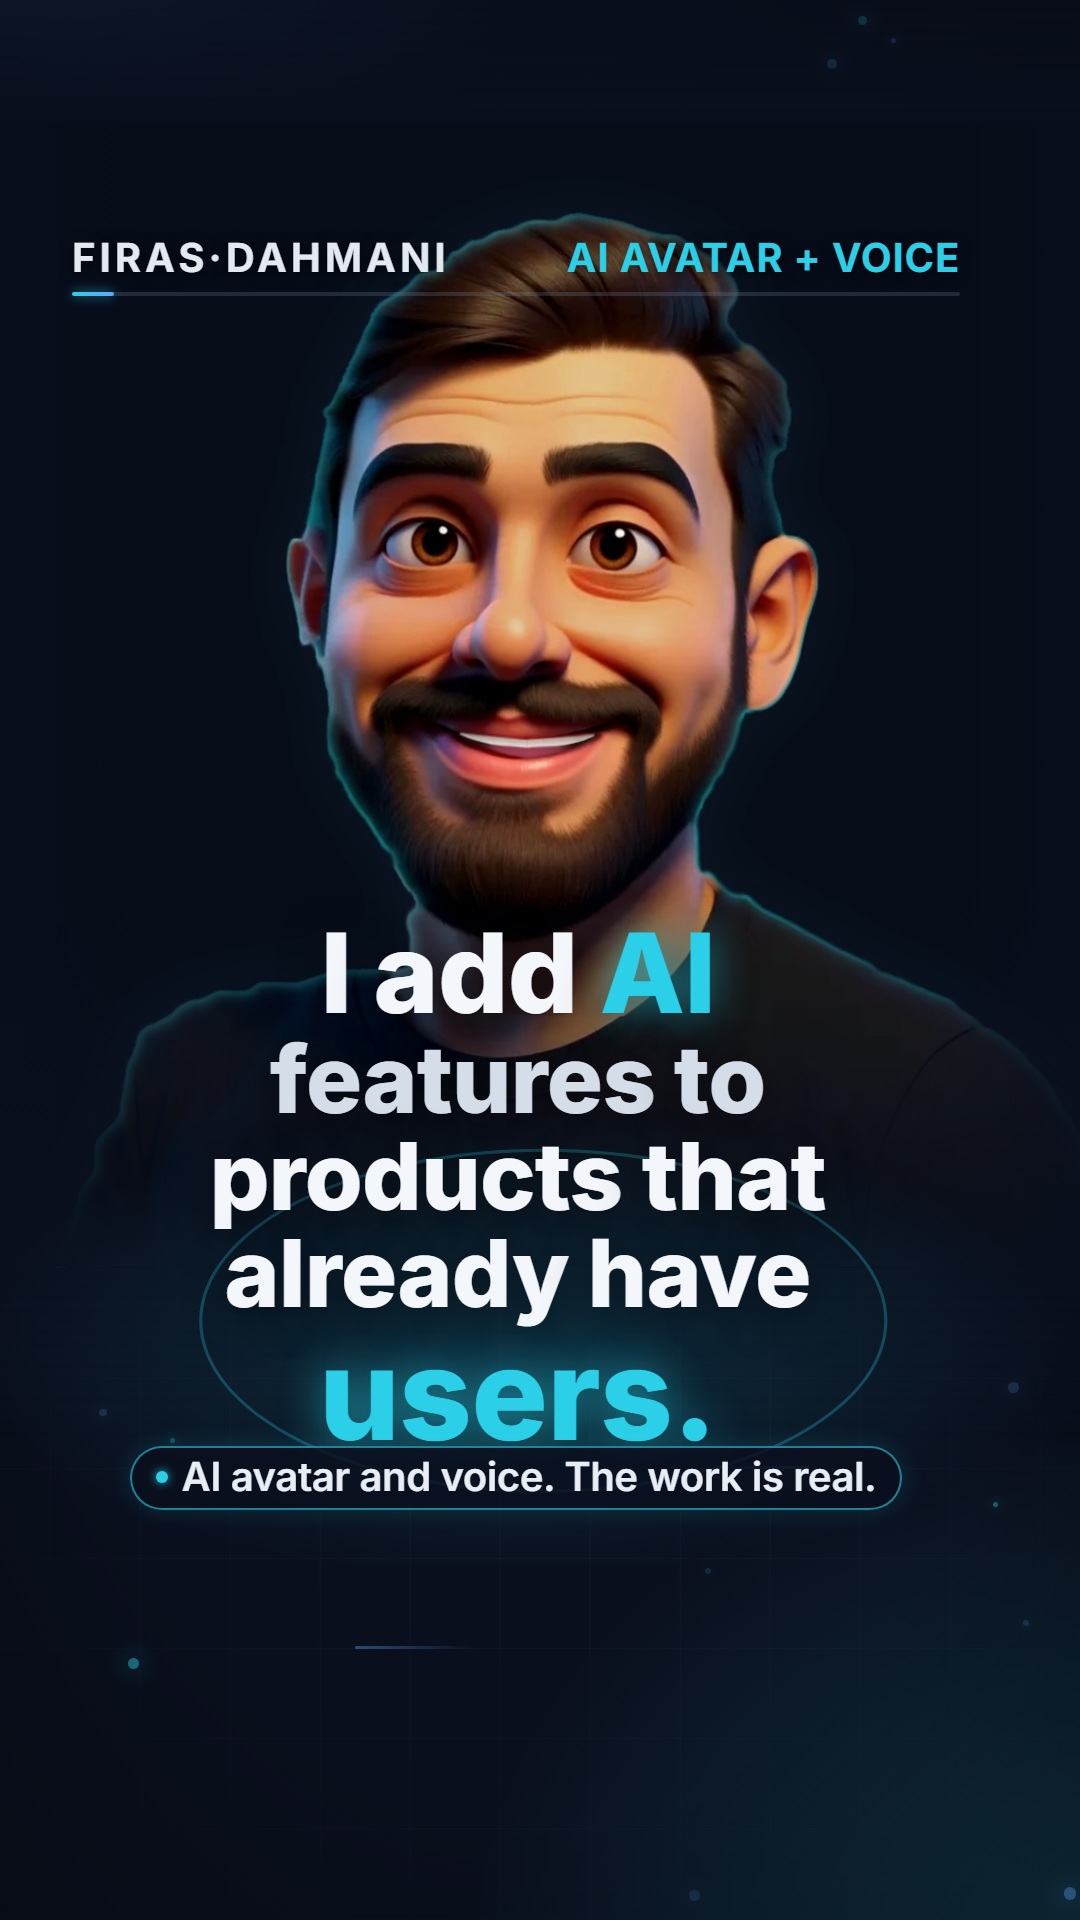 FIRAS·DAHMANI
AI AVATAR + VOICE
I add AI
features to
products that
already have
users.
AI avatar and voice. The work is real.